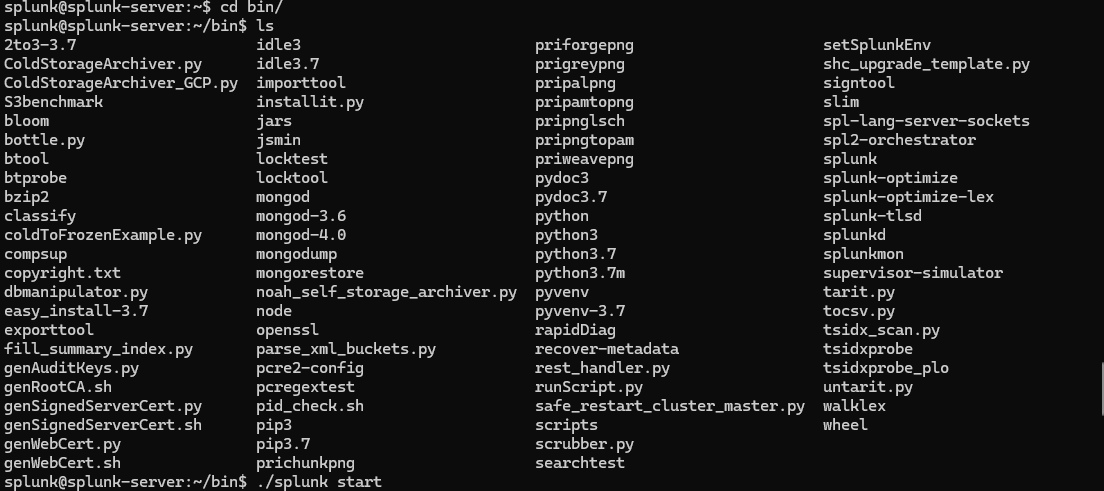 splunk@splunk-server:~$ cd bin/
splunk@splunk-server:~/bin$ ls
2to3-3.7 idle3 priforgepng setSplunkEnv
ColdStorageArchiver.py idle3.7 prigreypng shc_upgrade_template.py
ColdStorageArchiver_GCP.py importtool pripalpng signtool
S3benchmark installit.py pripamtopng slim
bloom jars pripnglsch spl-lang-server-sockets
bottle.py jsmin pripngtopam spl2-orchestrator
btool locktest priweavepng splunk
btprobe locktool pydoc3 splunk-optimize
bzip2 mongod pydoc3.7 splunk-optimize-lex
classify mongod-3.6 python splunk-tlsd
coldToFrozenExample.py mongod-4.0 python3 splunkd
compsup mongodump python3.7 splunkmon
copyright.txt mongorestore python3.7m supervisor-simulator
dbmanipulator.py noah_self_storage_archiver.py pyvenv tarit.py
easy_install-3.7 node pyvenv-3.7 tocsv.py
exporttool openssl rapidDiag tsidx_scan.py
fill_summary_index.py parse_xml_buckets.py recover-metadata tsidxprobe
genAuditKeys.py pcre2-config rest_handler.py tsidxprobe_plo
genRootCA.sh pcregextest runScript.py untarit.py
genSignedServerCert.py pid_check.sh safe_restart_cluster_master.py walklex
genSignedServerCert.sh pip3 scripts wheel
genWebCert.py pip3.7 scrubber.py
genWebCert.sh prichunkpng searchtest
splunk@splunk-server:~/bin$ ./splunk start